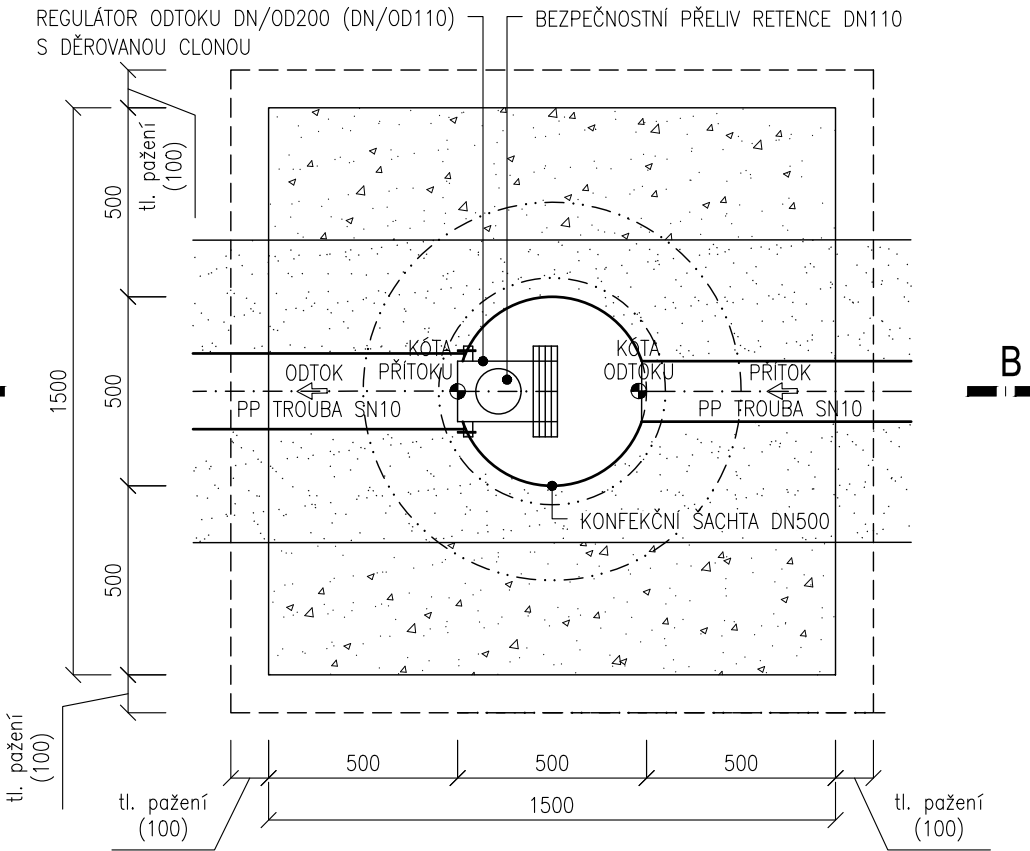 REGULÁTOR ODTOKU DN/OD200 (DN/OD110)
S DĚROVANOU CLONOU
BEZPEČNOSTNÍ PŘELIV RETENCE DN110
tl. pažení
(100)
500
1500
500
500
KÓTA
PŘÍTOKU
KÓTA
ODTOKU
ODTOK
PP TROUBA SN10
PŘÍTOK
PP TROUBA SN10
B
KONFEKČNÍ ŠACHTA DN500
tl. pažení
(100)
500
500
500
1500
tl. pažení
(100)
tl. pažení
(100)